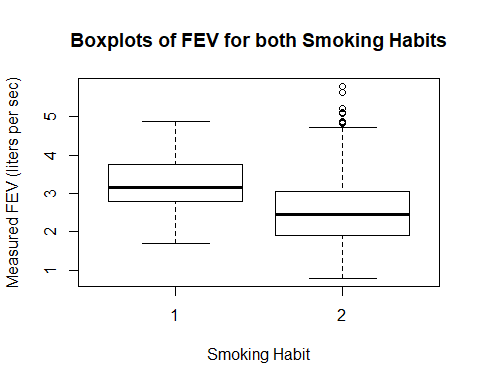 Boxplots of FEV for both Smoking Habits
Measured FEV (liters per sec)
5
4
3
2
1
1 2
Smoking Habit